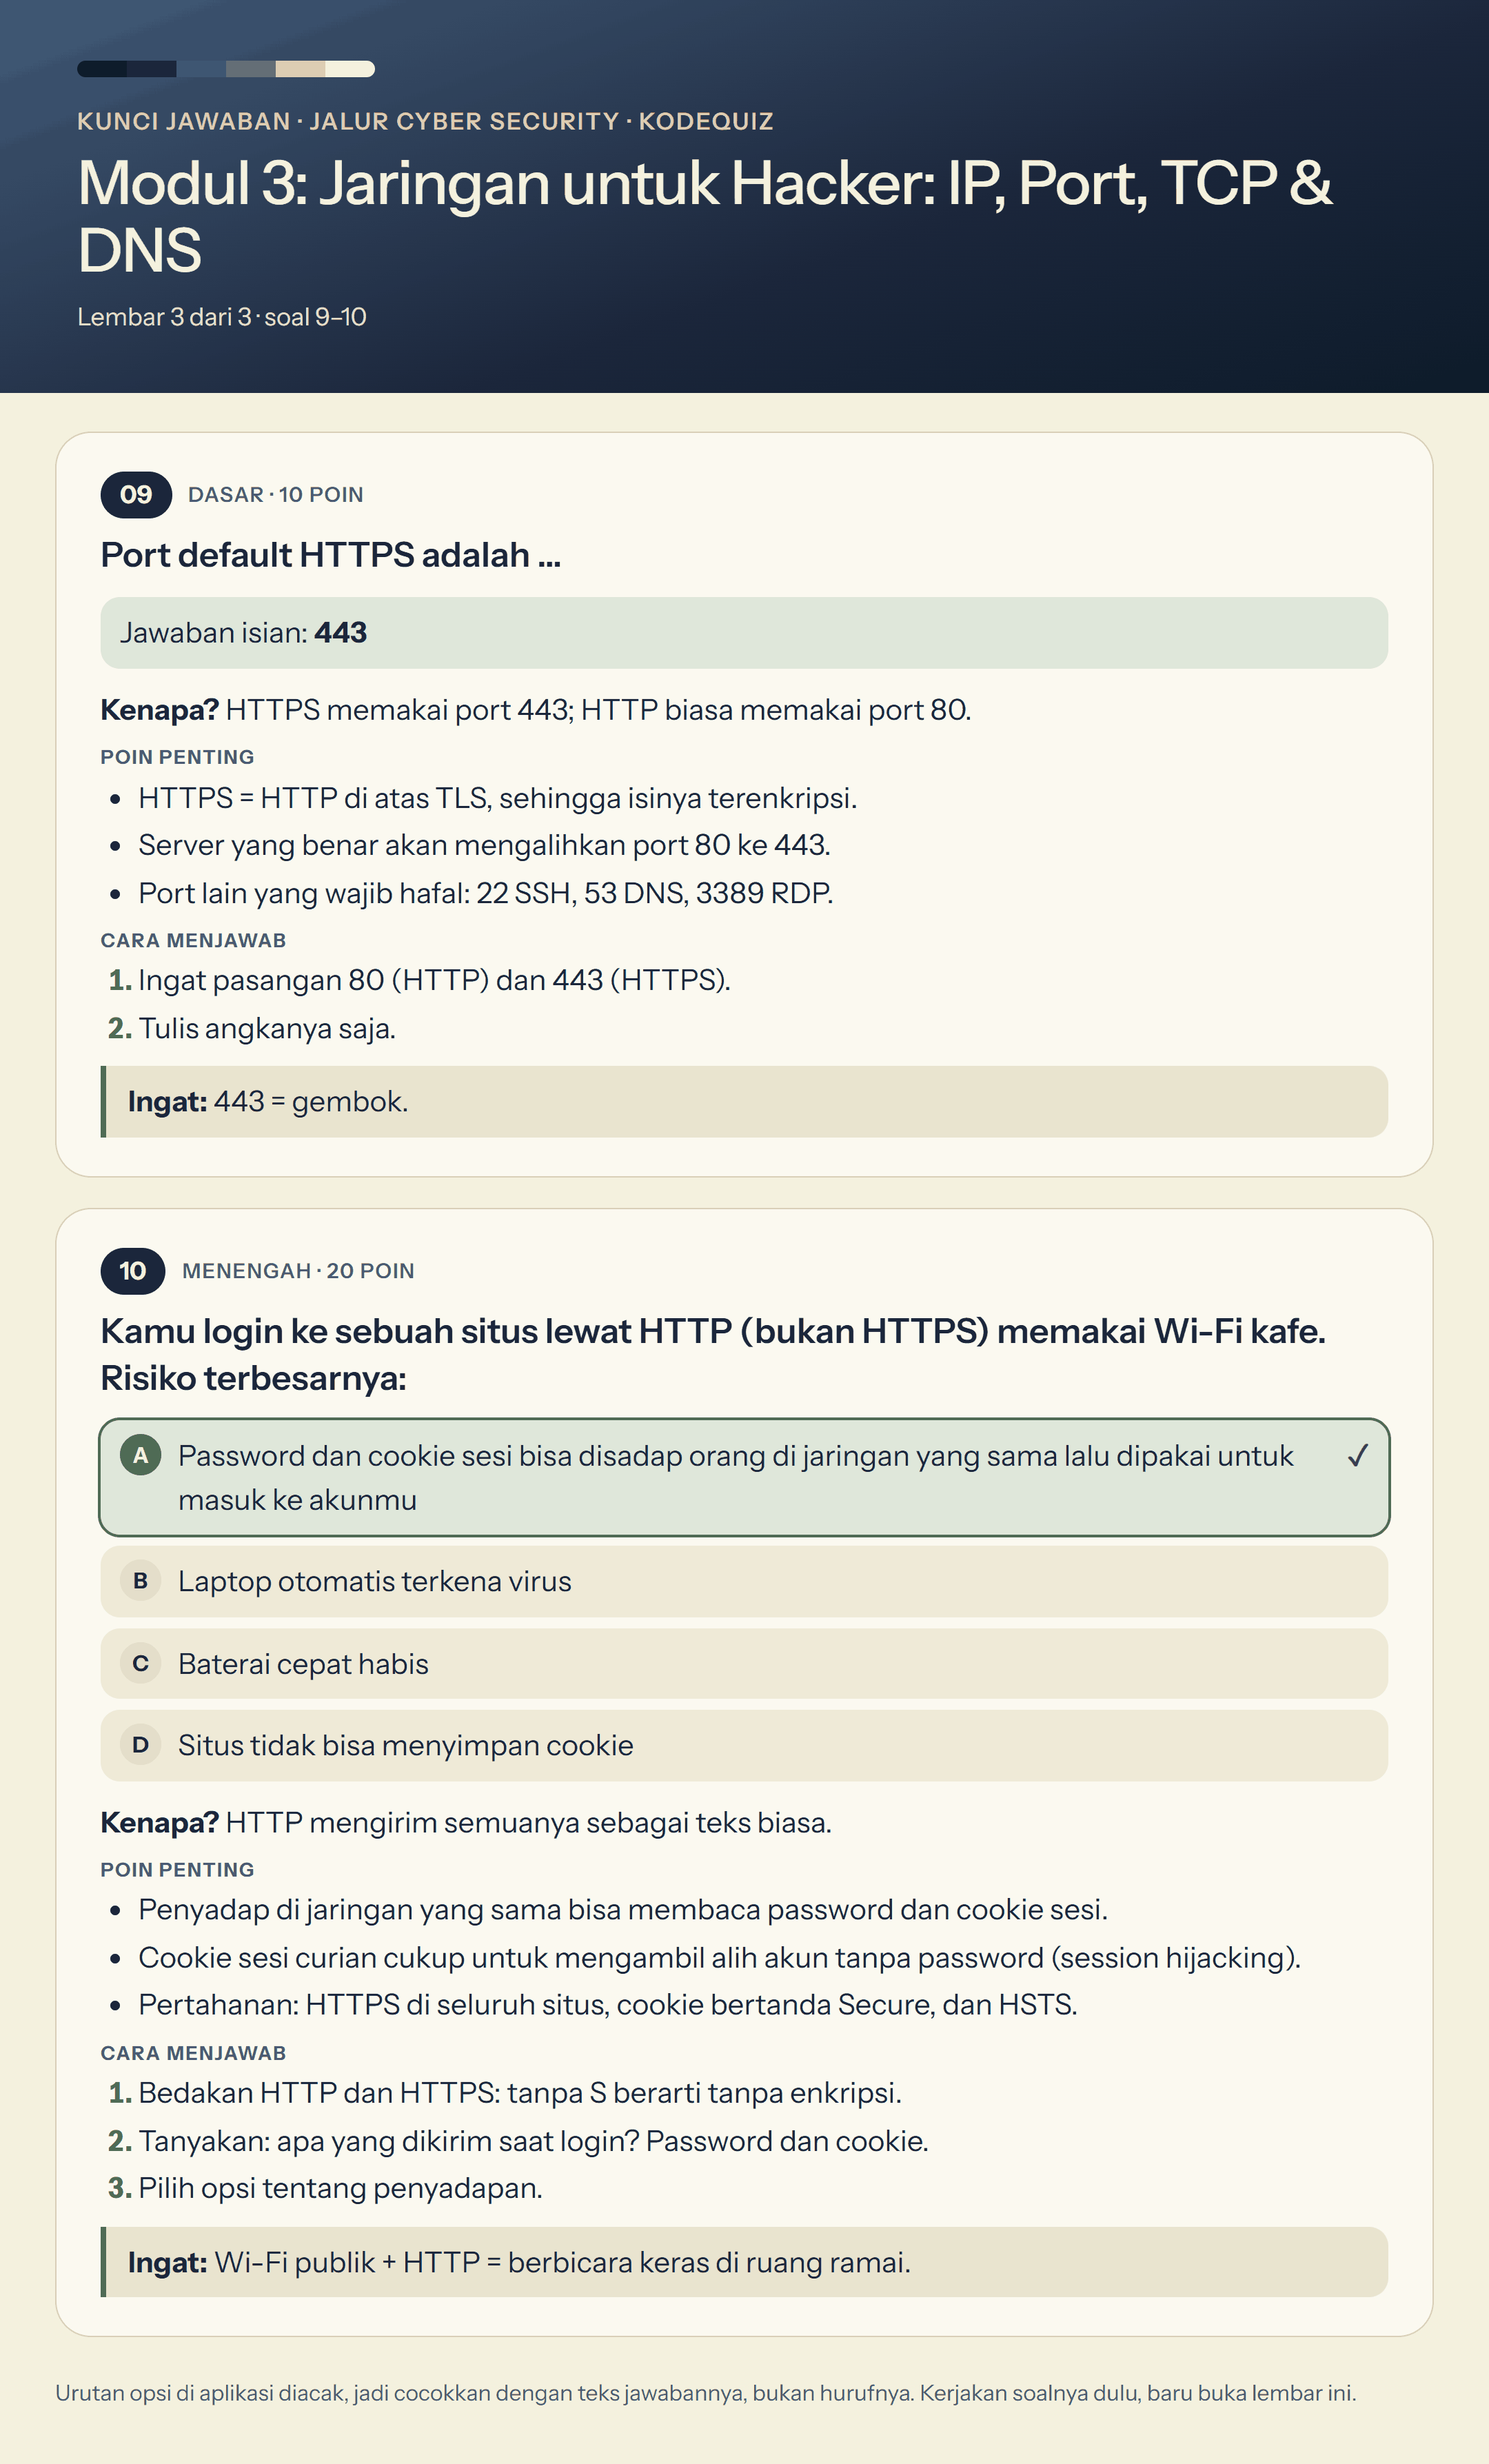 KUNCI JAWABAN · JALUR CYBER SECURITY · KODEQUIZ
Modul 3: Jaringan untuk Hacker: IP, Port, TCP &
DNS
Lembar 3 dari 3 · soal 9–10
09 DASAR · 10 POIN
Port default HTTPS adalah ...
Jawaban isian: 443
Kenapa? HTTPS memakai port 443; HTTP biasa memakai port 80.
POIN PENTING
• HTTPS = HTTP di atas TLS, sehingga isinya terenkripsi.
• Server yang benar akan mengalihkan port 80 ke 443.
• Port lain yang wajib hafal: 22 SSH, 53 DNS, 3389 RDP.
CARA MENJAWAB
1. Ingat pasangan 80 (HTTP) dan 443 (HTTPS).
2. Tulis angkanya saja.
Ingat: 443 = gembok.
10 MENENGAH · 20 POIN
Kamu login ke sebuah situs lewat HTTP (bukan HTTPS) memakai Wi-Fi kafe.
Risiko terbesarnya:
A Password dan cookie sesi bisa disadap orang di jaringan yang sama lalu dipakai untuk ✓
masuk ke akunmu
B Laptop otomatis terkena virus
C Baterai cepat habis
D Situs tidak bisa menyimpan cookie
Kenapa? HTTP mengirim semuanya sebagai teks biasa.
POIN PENTING
• Penyadap di jaringan yang sama bisa membaca password dan cookie sesi.
• Cookie sesi curian cukup untuk mengambil alih akun tanpa password (session hijacking).
• Pertahanan: HTTPS di seluruh situs, cookie bertanda Secure, dan HSTS.
CARA MENJAWAB
1. Bedakan HTTP dan HTTPS: tanpa S berarti tanpa enkripsi.
2. Tanyakan: apa yang dikirim saat login? Password dan cookie.
3. Pilih opsi tentang penyadapan.
Ingat: Wi-Fi publik + HTTP = berbicara keras di ruang ramai.
Urutan opsi di aplikasi diacak, jadi cocokkan dengan teks jawabannya, bukan hurufnya. Kerjakan soalnya dulu, baru buka lembar ini.